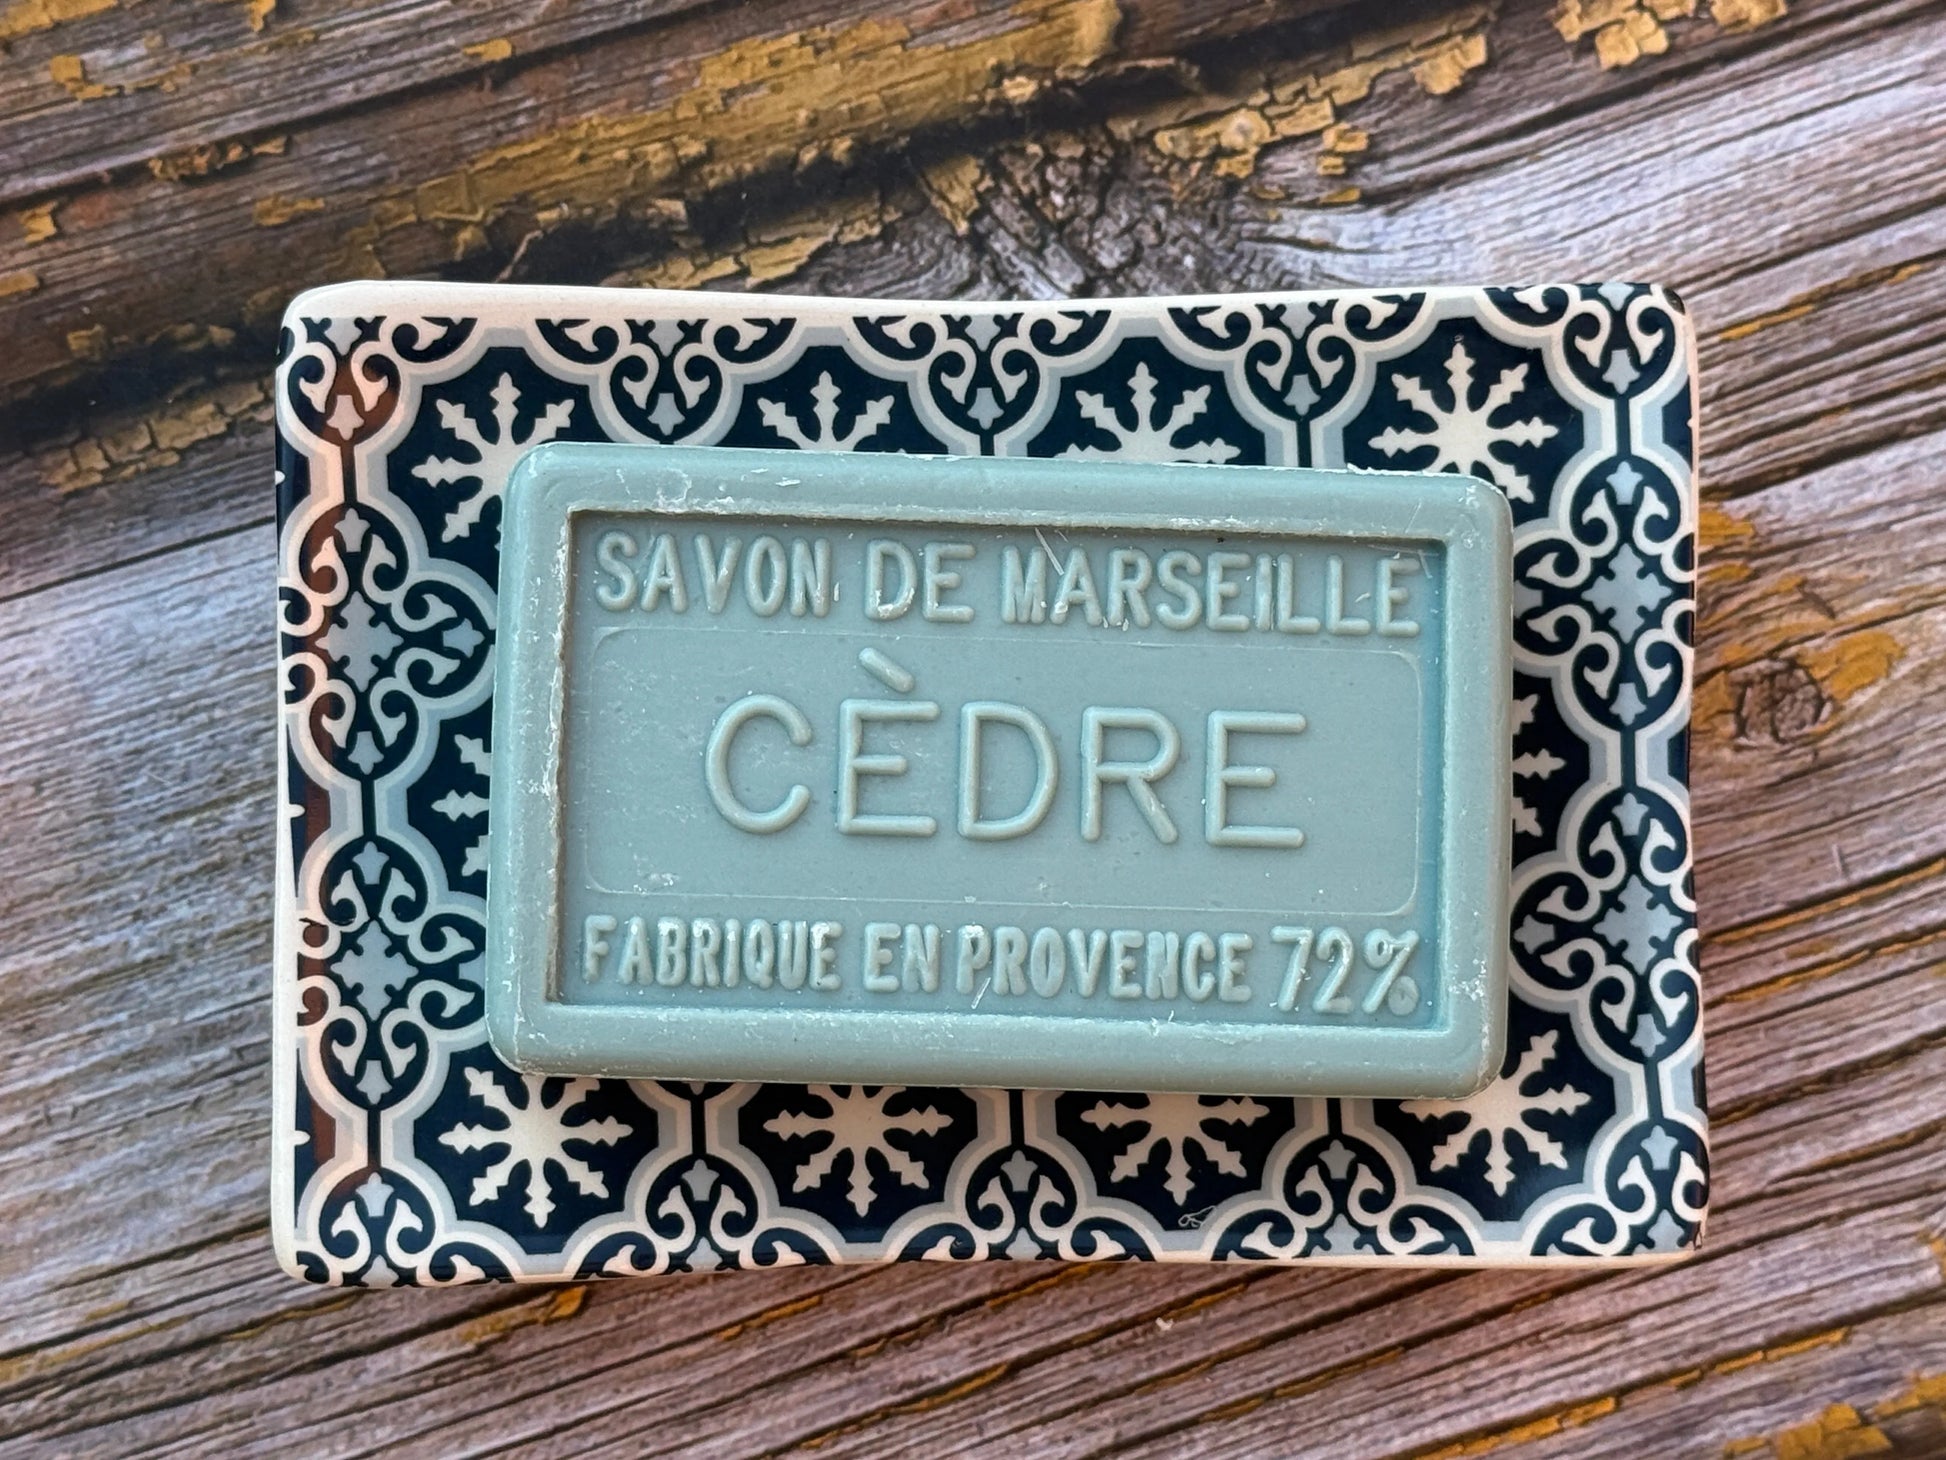 SAVON DE MARSEILLE
CÈDRE
FABRIQUE EN PROVENCE 72%